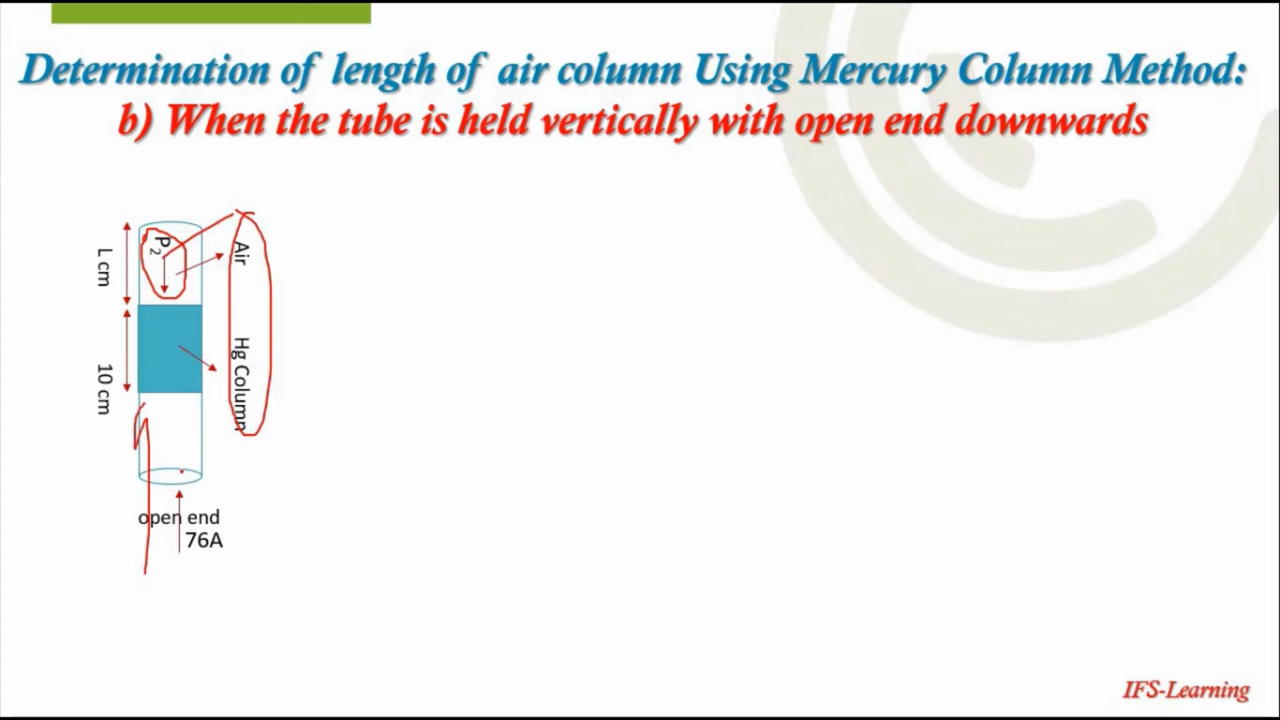 Determination of length of air column Using Mercury Column Method:
b) When the tube is held vertically with open end downwards
P2
Air
L cm
Hg Column
10 cm
open end
76A
IFS-Learning